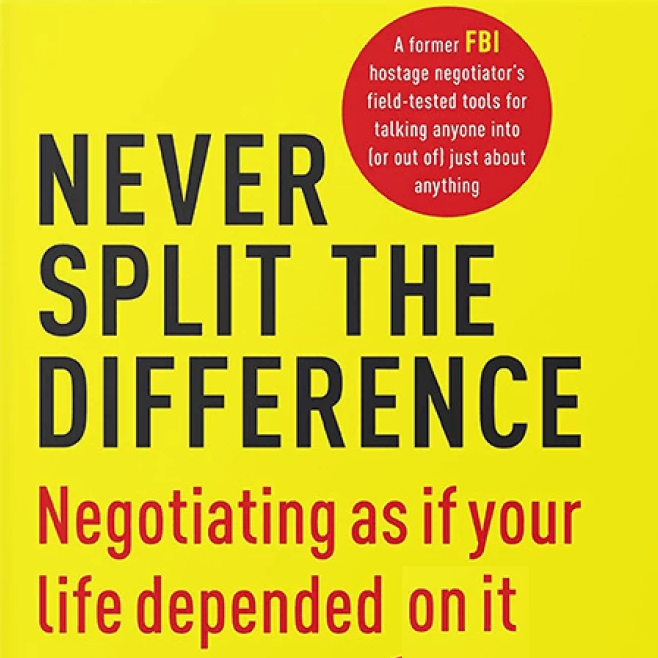 A former FBI
hostage negotiator's
field-tested tools for
talking anyone into
(or out of) just about
anything
NEVER
SPLIT THE
DIFFERENCE
Negotiating as if your
life depended on it